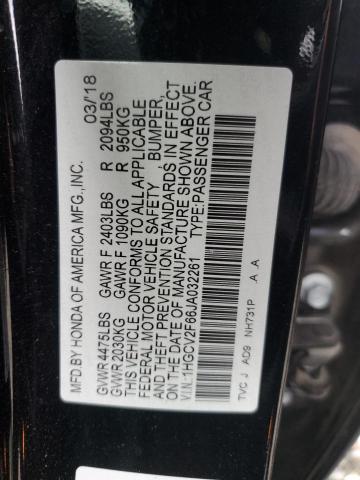 MFD BY HONDA OF AMERICA MFG.,INC. 03/'18
GVWR 4475LBS GAWR F 2403LBS R 2094LBS
GVWR 2030KG GAWR F 1090KG R 950KG
THIS VEHICLE CONFORMS TO ALL APPLICABLE
FEDERAL MOTOR VEHICLE SAFETY , BUMPER,
AND THEFT PREVENTION STANDARDS IN EFFECT
ON THE DATE OF MANUFACTURE SHOWN ABOVE.
V.I.N.:1HGCV2F66JA032261 TYPE:PASSENGER CAR
TVC J AD9 NH731P .A .A